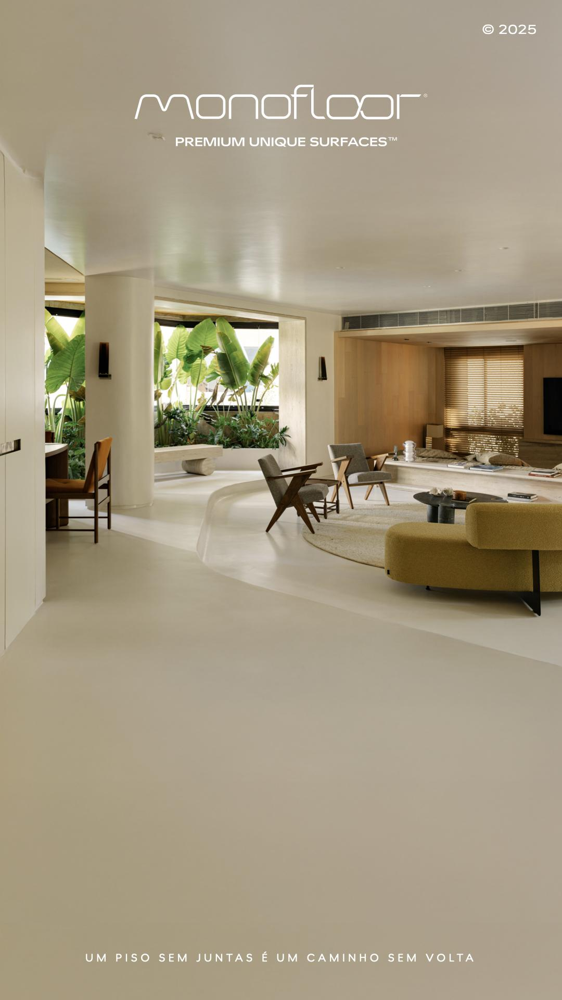 © 2025
monofloor®
PREMIUM UNIQUE SURFACES™
UM PISO SEM JUNTAS É UM CAMINHO SEM VOLTA